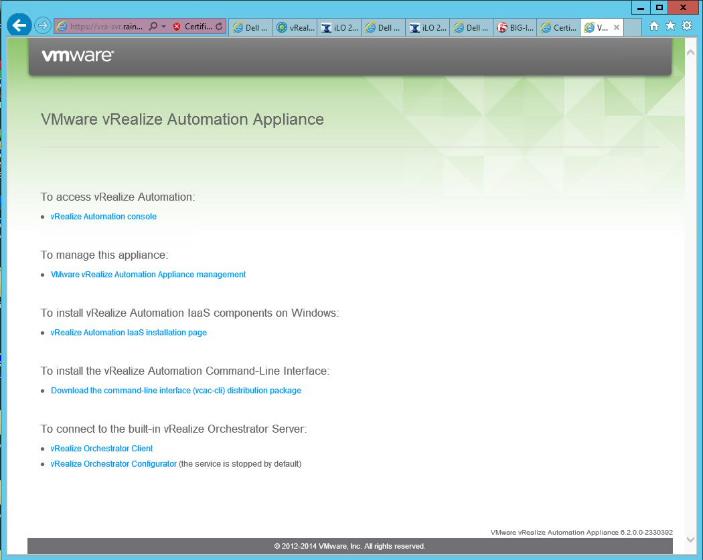 https://vra-svr.rain... Certifi...
Dell ...
vReal...
iLO 2...
Dell ...
iLO 2...
Dell ...
BIG-I...
Certi...
V...
vmware
VMware vRealize Automation Appliance
To access vRealize Automation:
vRealize Automation console
To manage this appliance:
VMware vRealize Automation Appliance management
To install vRealize Automation IaaS components on Windows:
vRealize Automation IaaS installation page
To install the vRealize Automation Command-Line Interface:
Download the command-line interface (vcac-cli) distribution package
To connect to the built-in vRealize Orchestrator Server:
vRealize Orchestrator Client
vRealize Orchestrator Configurator (the service is stopped by default)
VMware vRealize Automation Appliance 6.2.0.0-2330392
© 2012-2014 VMware, Inc. All rights reserved.